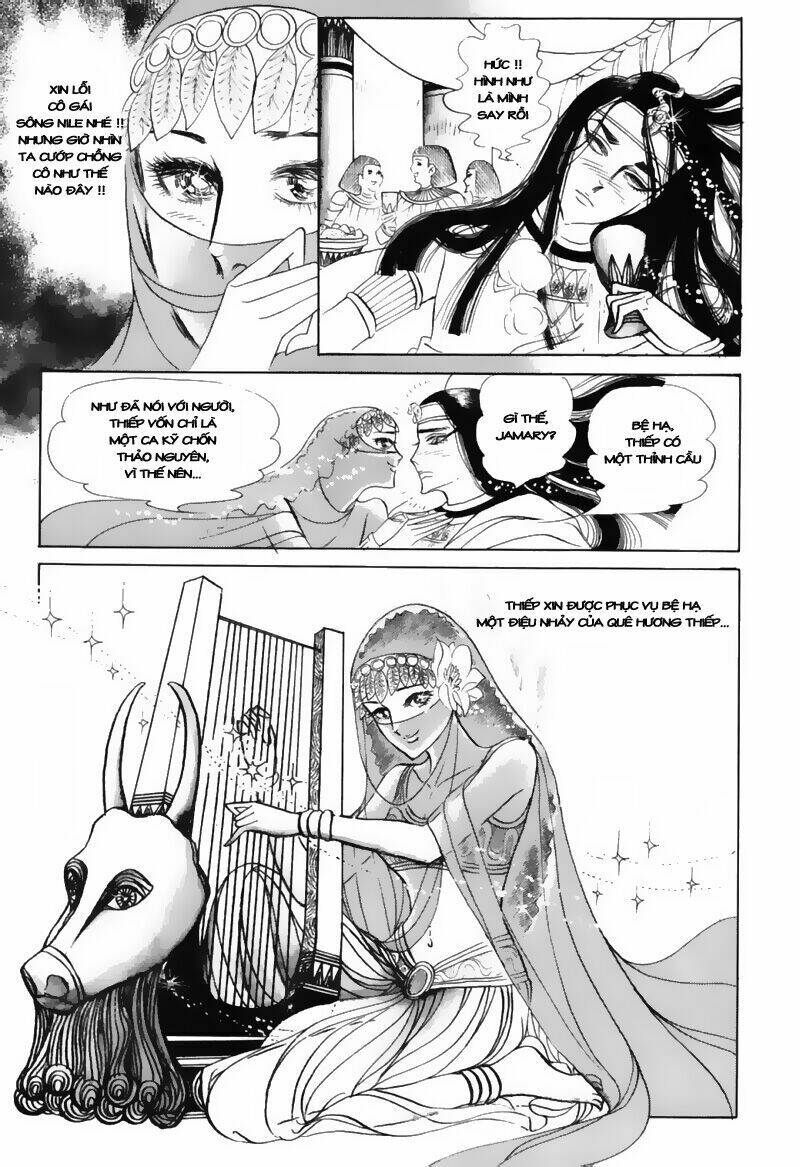 XIN LỖI
CÔ GÁI
SÔNG NILE NHÉ !!
NHƯNG GIỜ NHÌN
TA CƯỚP CHỒNG
CÔ NHƯ THẾ
NÀO ĐÂY !!
HỨC !!
HÌNH NHƯ
LÀ MÌNH
SAY RỒI
NHƯ ĐÃ NÓI VỚI NGƯỜI,
THIẾP VỐN CHỈ LÀ
MỘT CA KỸ CHỐN
THẢO NGUYÊN,
VÌ THẾ NÊN...
GÌ THẾ,
JAMARY?
BỆ HẠ,
THIẾP CÓ
MỘT THỈNH CẦU
THIẾP XIN ĐƯỢC PHỤC VỤ BỆ HẠ
MỘT ĐIỆU NHẢY CỦA QUÊ HƯƠNG THIẾP...